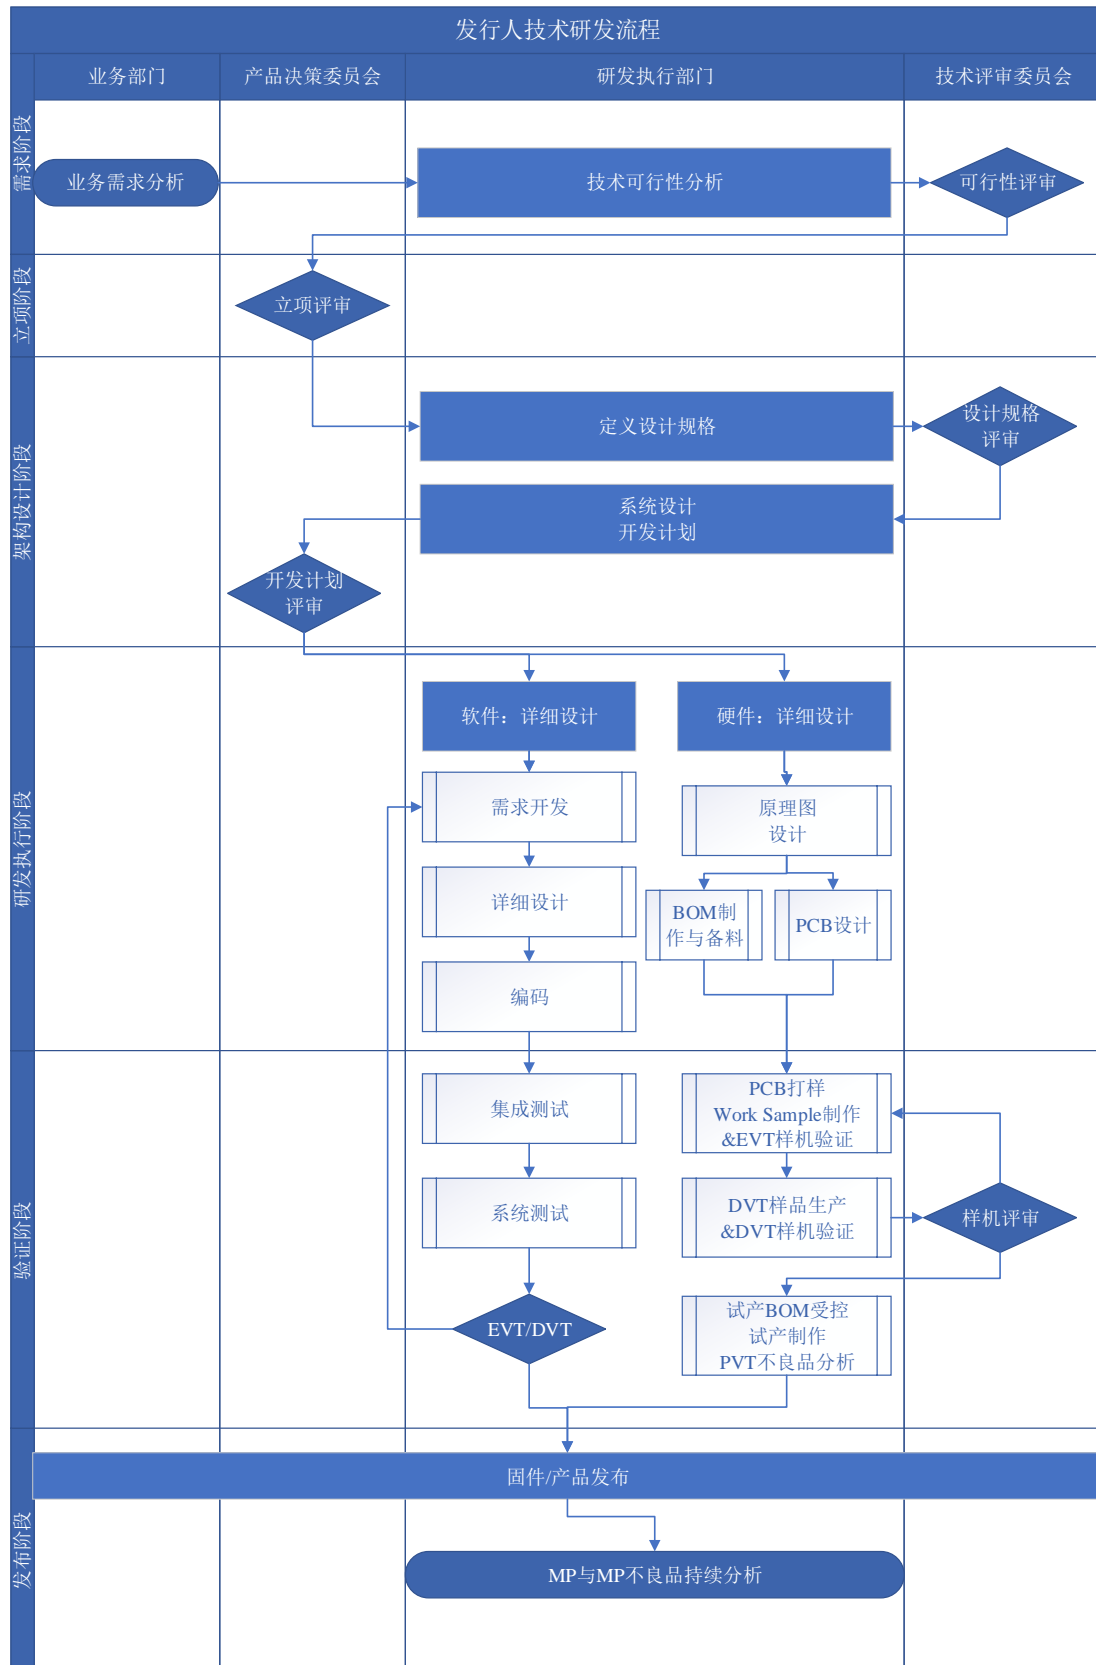 发行人技术研发流程
业务部门
产品决策委员会
研发执行部门
技术评审委员会
需求阶段
业务需求分析
技术可行性分析
可行性评审
立项阶段
立项评审
架构设计阶段
定义设计规格
设计规格
评审
系统设计
开发计划
开发计划
评审
研发执行阶段
软件：详细设计
硬件：详细设计
需求开发
原理图
设计
详细设计
BOM制
作与备料
PCB设计
编码
验证阶段
集成测试
PCB打样
Work Sample制作
&EVT样机验证
系统测试
DVT样品生产
&DVT样机验证
样机评审
EVT/DVT
试产BOM受控
试产制作
PVT不良品分析
发布阶段
固件/产品发布
MP与MP不良品持续分析